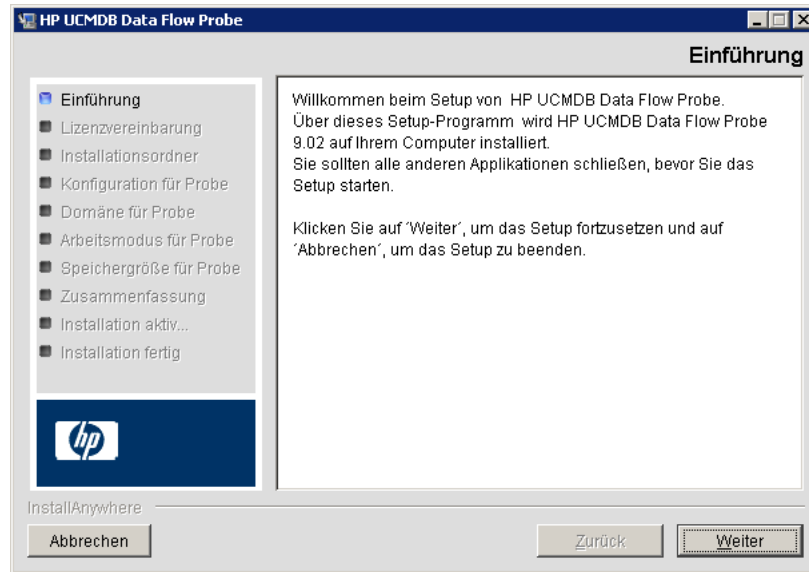 HP UCMDB Data Flow Probe
Einführung
Einführung
Lizenzvereinbarung
Installationsordner
Konfiguration für Probe
Domäne für Probe
Arbeitsmodus für Probe
Speichergröße für Probe
Zusammenfassung
Installation aktiv...
Installation fertig
Willkommen beim Setup von  HP UCMDB Data Flow Probe.
Über dieses Setup-Programm  wird HP UCMDB Data Flow Probe
9.02 auf Ihrem Computer installiert.
Sie sollten alle anderen Applikationen schließen, bevor Sie das
Setup starten.
Klicken Sie auf ´Weiter´, um das Setup fortzusetzen und auf
´Abbrechen´, um das Setup zu beenden.
hp
InstallAnywhere
Abbrechen
Zurück
Weiter